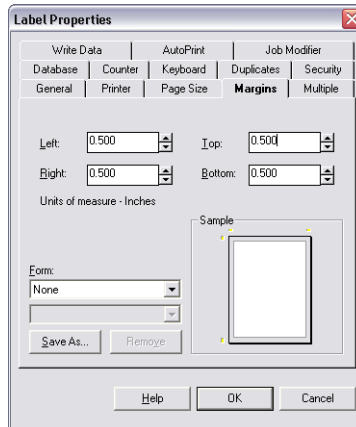 Label Properties
Write Data AutoPrint Job Modifier
Database Counter Keyboard Duplicates Security
General Printer Page Size Margins Multiple
Left: 0.500 Top: 0.500
Right: 0.500 Bottom: 0.500
Units of measure - Inches
Sample
Form:
None
Save As... Remove
Help OK Cancel